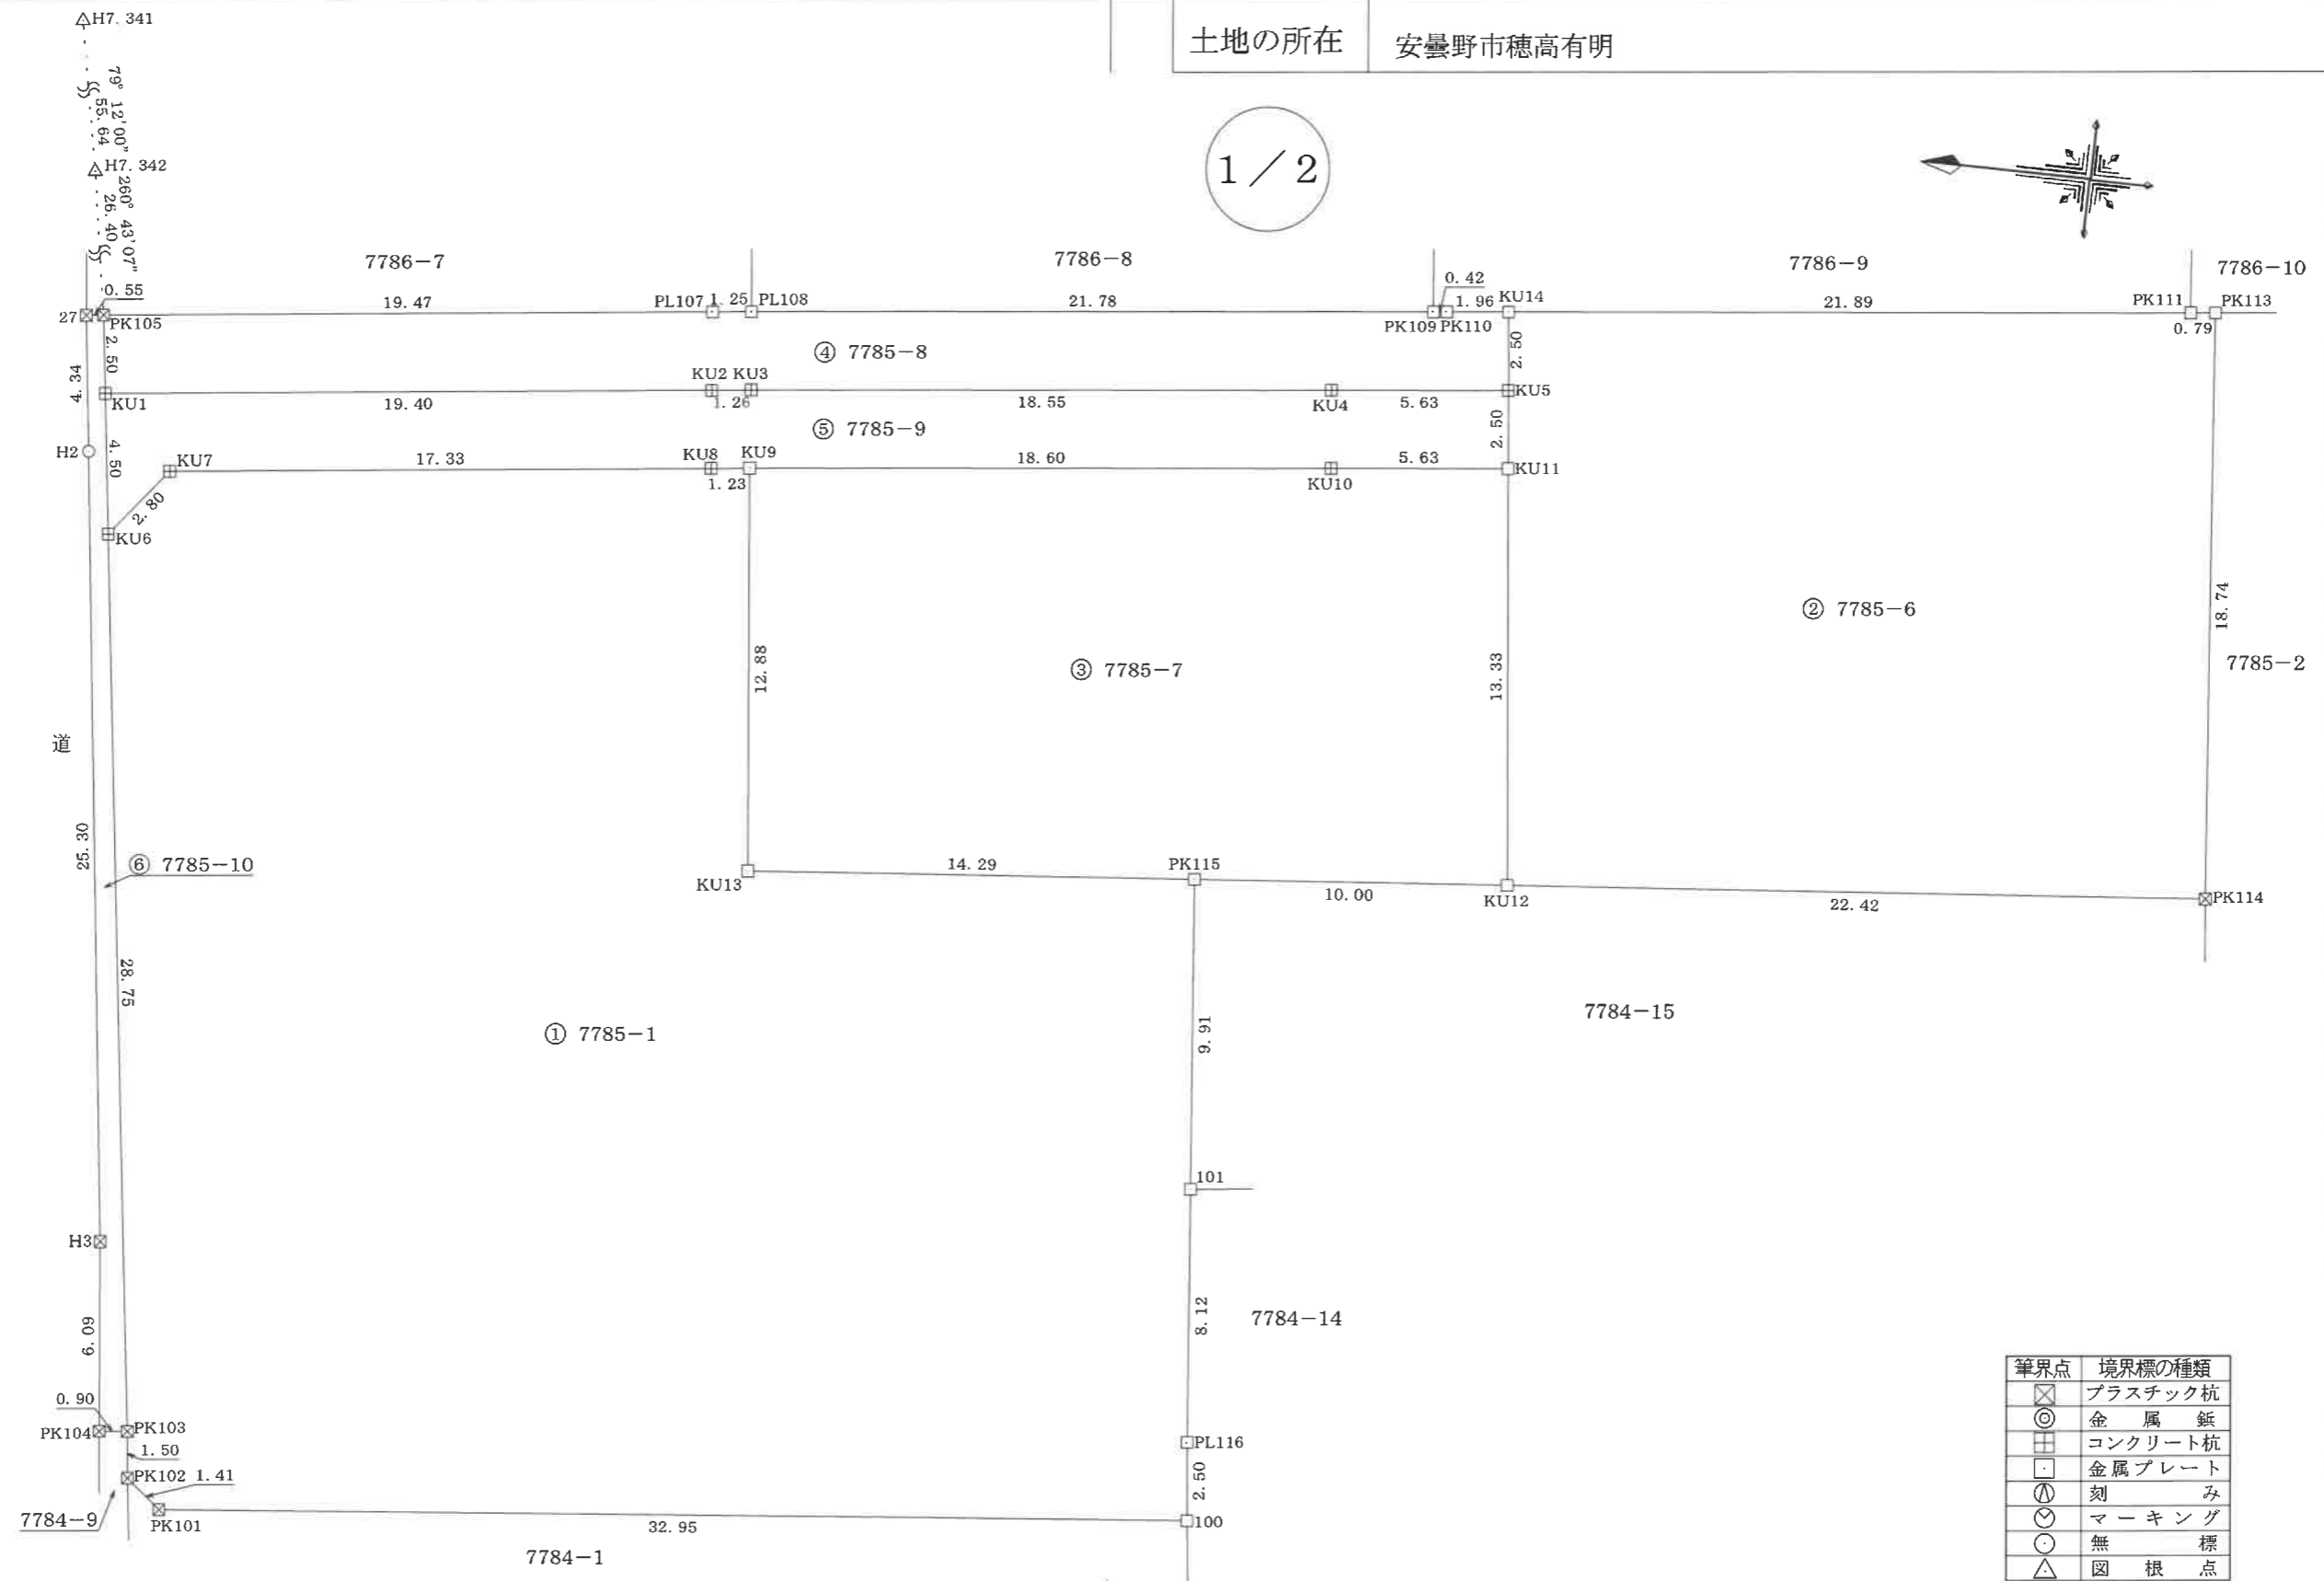 土地の所在 安曇野市穂高有明
H7. 341
79° 12'00"
55. 64
H7. 342
260° 43'07"
26. 40
1／2
7786−7
7786−8
7786−9
7786−10
0. 55
19. 47
PL107
1. 25
PL108
21. 78
0. 42
1. 96
KU14
21. 89
PK111
PK113
27
PK105
PK109
PK110
0. 79
2. 50
④ 7785−8
2. 50
4. 34
KU2
KU3
KU1
19. 40
1. 26
18. 55
KU4
5. 63
KU5
⑤ 7785−9
2. 50
H2
4. 50
KU7
17. 33
KU8
KU9
18. 60
5. 63
KU11
1. 23
KU10
2. 80
KU6
12. 88
③ 7785−7
13. 33
② 7785−6
18. 74
7785−2
道
25. 30
⑥ 7785−10
KU13
14. 29
PK115
10. 00
KU12
22. 42
PK114
28. 75
① 7785−1
9. 91
7784−15
101
H3
6. 09
8. 12
7784−14
0. 90
PK104
PK103
1. 50
PL116
PK102
1. 41
2. 50
7784−9
PK101
32. 95
100
7784−1
筆界点 境界標の種類
プラスチック杭
金属鋲
コンクリート杭
金属プレート
刻み
マーキング
無標
図根点